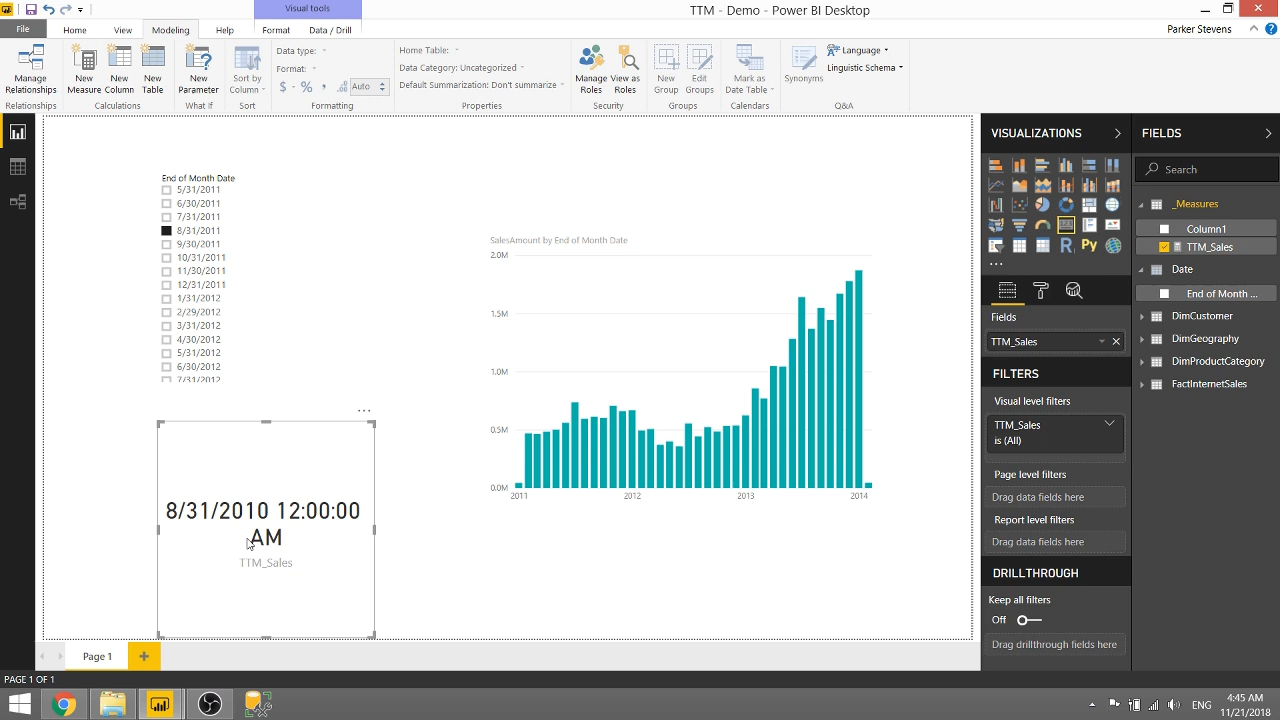 Visual tools
TTM - Demo - Power BI Desktop
File
Home
View
Modeling
Help
Format
Data / Drill
Parker Stevens
Manage
Relationships
Relationships
New
Measure
New
Column
New
Table
Calculations
New
Parameter
What if
Sort by
Column
Sort
Data type:
Format:
$ % , Auto
Formatting
Home Table:
Data Category: Uncategorized
Default Summarization: Don't summarize
Properties
Manage
Roles
View as
Roles
Security
New
Group
Edit
Groups
Groups
Mark as
Date Table
Calendars
Synonyms
Language
Linguistic Schema
Q&A
End of Month Date
5/31/2011
6/30/2011
7/31/2011
8/31/2011
9/30/2011
10/31/2011
11/30/2011
12/31/2011
1/31/2012
2/29/2012
3/31/2012
4/30/2012
5/31/2012
6/30/2012
7/31/2012
8/31/2010 12:00:00
AM
TTM_Sales
SalesAmount by End of Month Date
2.0M
1.5M
1.0M
0.5M
0.0M
2011
2012
2013
2014
VISUALIZATIONS
R
Py
Fields
TTM_Sales
FILTERS
Visual level filters
TTM_Sales
is (All)
Page level filters
Drag data fields here
Report level filters
Drag data fields here
DRILLTHROUGH
Keep all filters
Off
Drag drillthrough fields here
FIELDS
Search
_Measures
Column1
TTM_Sales
Date
End of Month ...
DimCustomer
DimGeography
DimProductCategory
FactInternetSales
Page 1
PAGE 1 OF 1
ENG
4:45 AM
11/21/2018